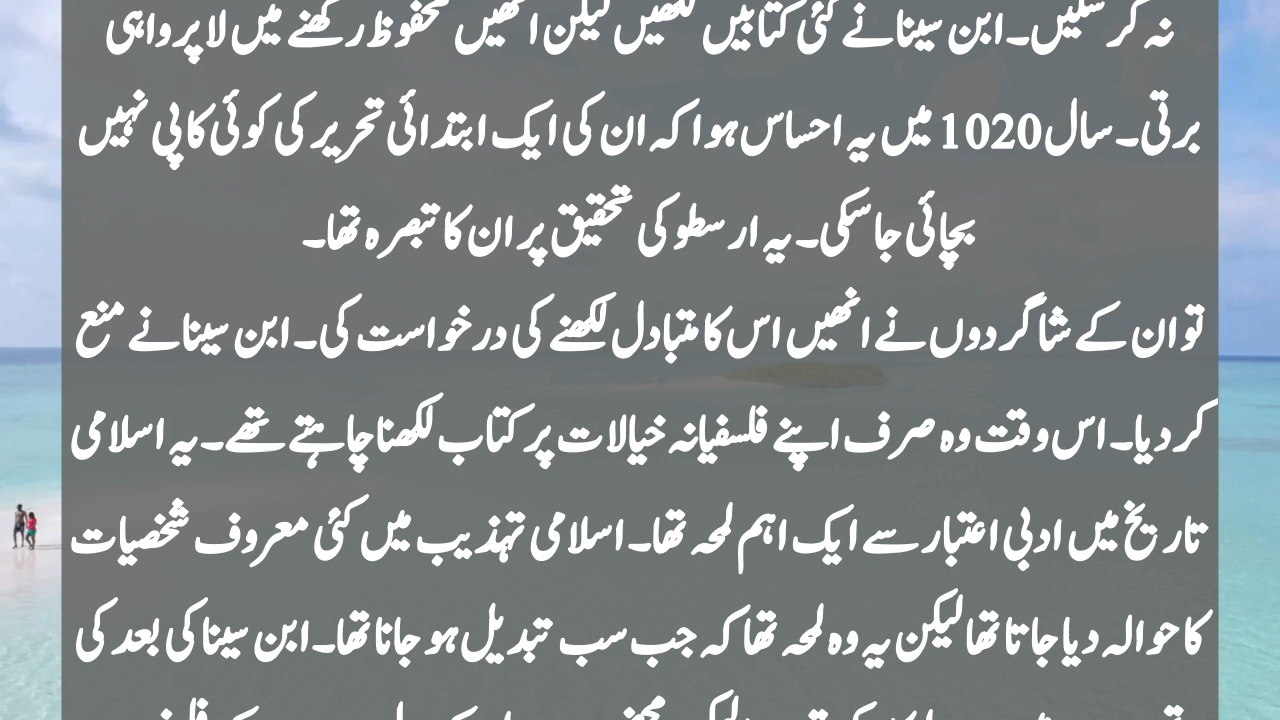 نہ کر سکیں۔ ابن سینا نے کئی کتابیں لکھیں لیکن انھیں محفوظ رکھنے میں لاپرواہی
برتی۔ سال 1020 میں یہ احساس ہوا کہ ان کی ایک ابتدائی تحریر کی کوئی کاپی نہیں
بچائی جا سکی۔ یہ ارسطو کی تحقیق پر ان کا تبصرہ تھا۔
تو ان کے شاگردوں نے انھیں اس کا متبادل لکھنے کی درخواست کی۔ ابن سینا نے منع
کر دیا۔ اس وقت وہ صرف اپنے فلسفیانہ خیالات پر کتاب لکھنا چاہتے تھے۔ یہ اسلامی
تاریخ میں ادبی اعتبار سے ایک اہم لمحہ تھا۔ اسلامی تہذیب میں کئی معروف شخصیات
کا حوالہ دیا جاتا تھا لیکن یہ وہ لمحہ تھا کہ جب سب تبدیل ہو جانا تھا۔ ابن سینا کی بعد کی